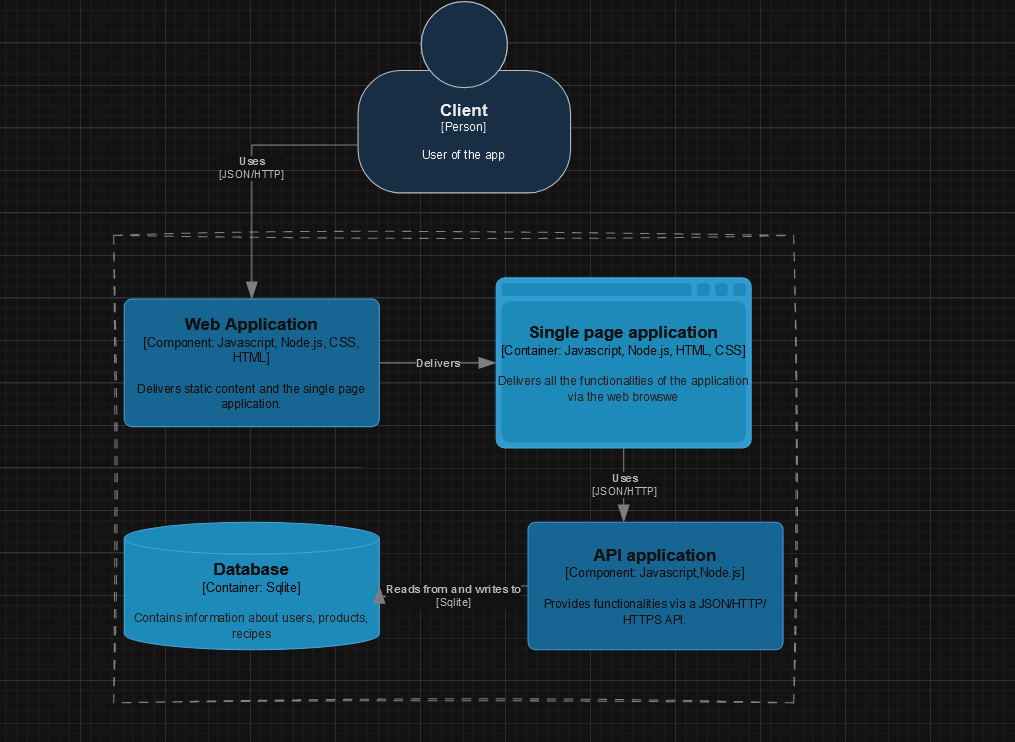 Client
[Person]
User of the app
Uses
[JSON/HTTP]
Web Application
[Component: Javascript, Node.js, CSS,
HTML]
Delivers static content and the single page
application.
Delivers
Single page application
[Container: Javascript, Node.js, HTML, CSS]
Delivers all the functionalities of the application
via the web browswe
Uses
[JSON/HTTP]
Database
[Container: Sqlite]
Contains information about users, products,
recipes
Reads from and writes to
[Sqlite]
API application
[Component: Javascript,Node.js]
Provides functionalities via a JSON/HTTP/
HTTPS API.